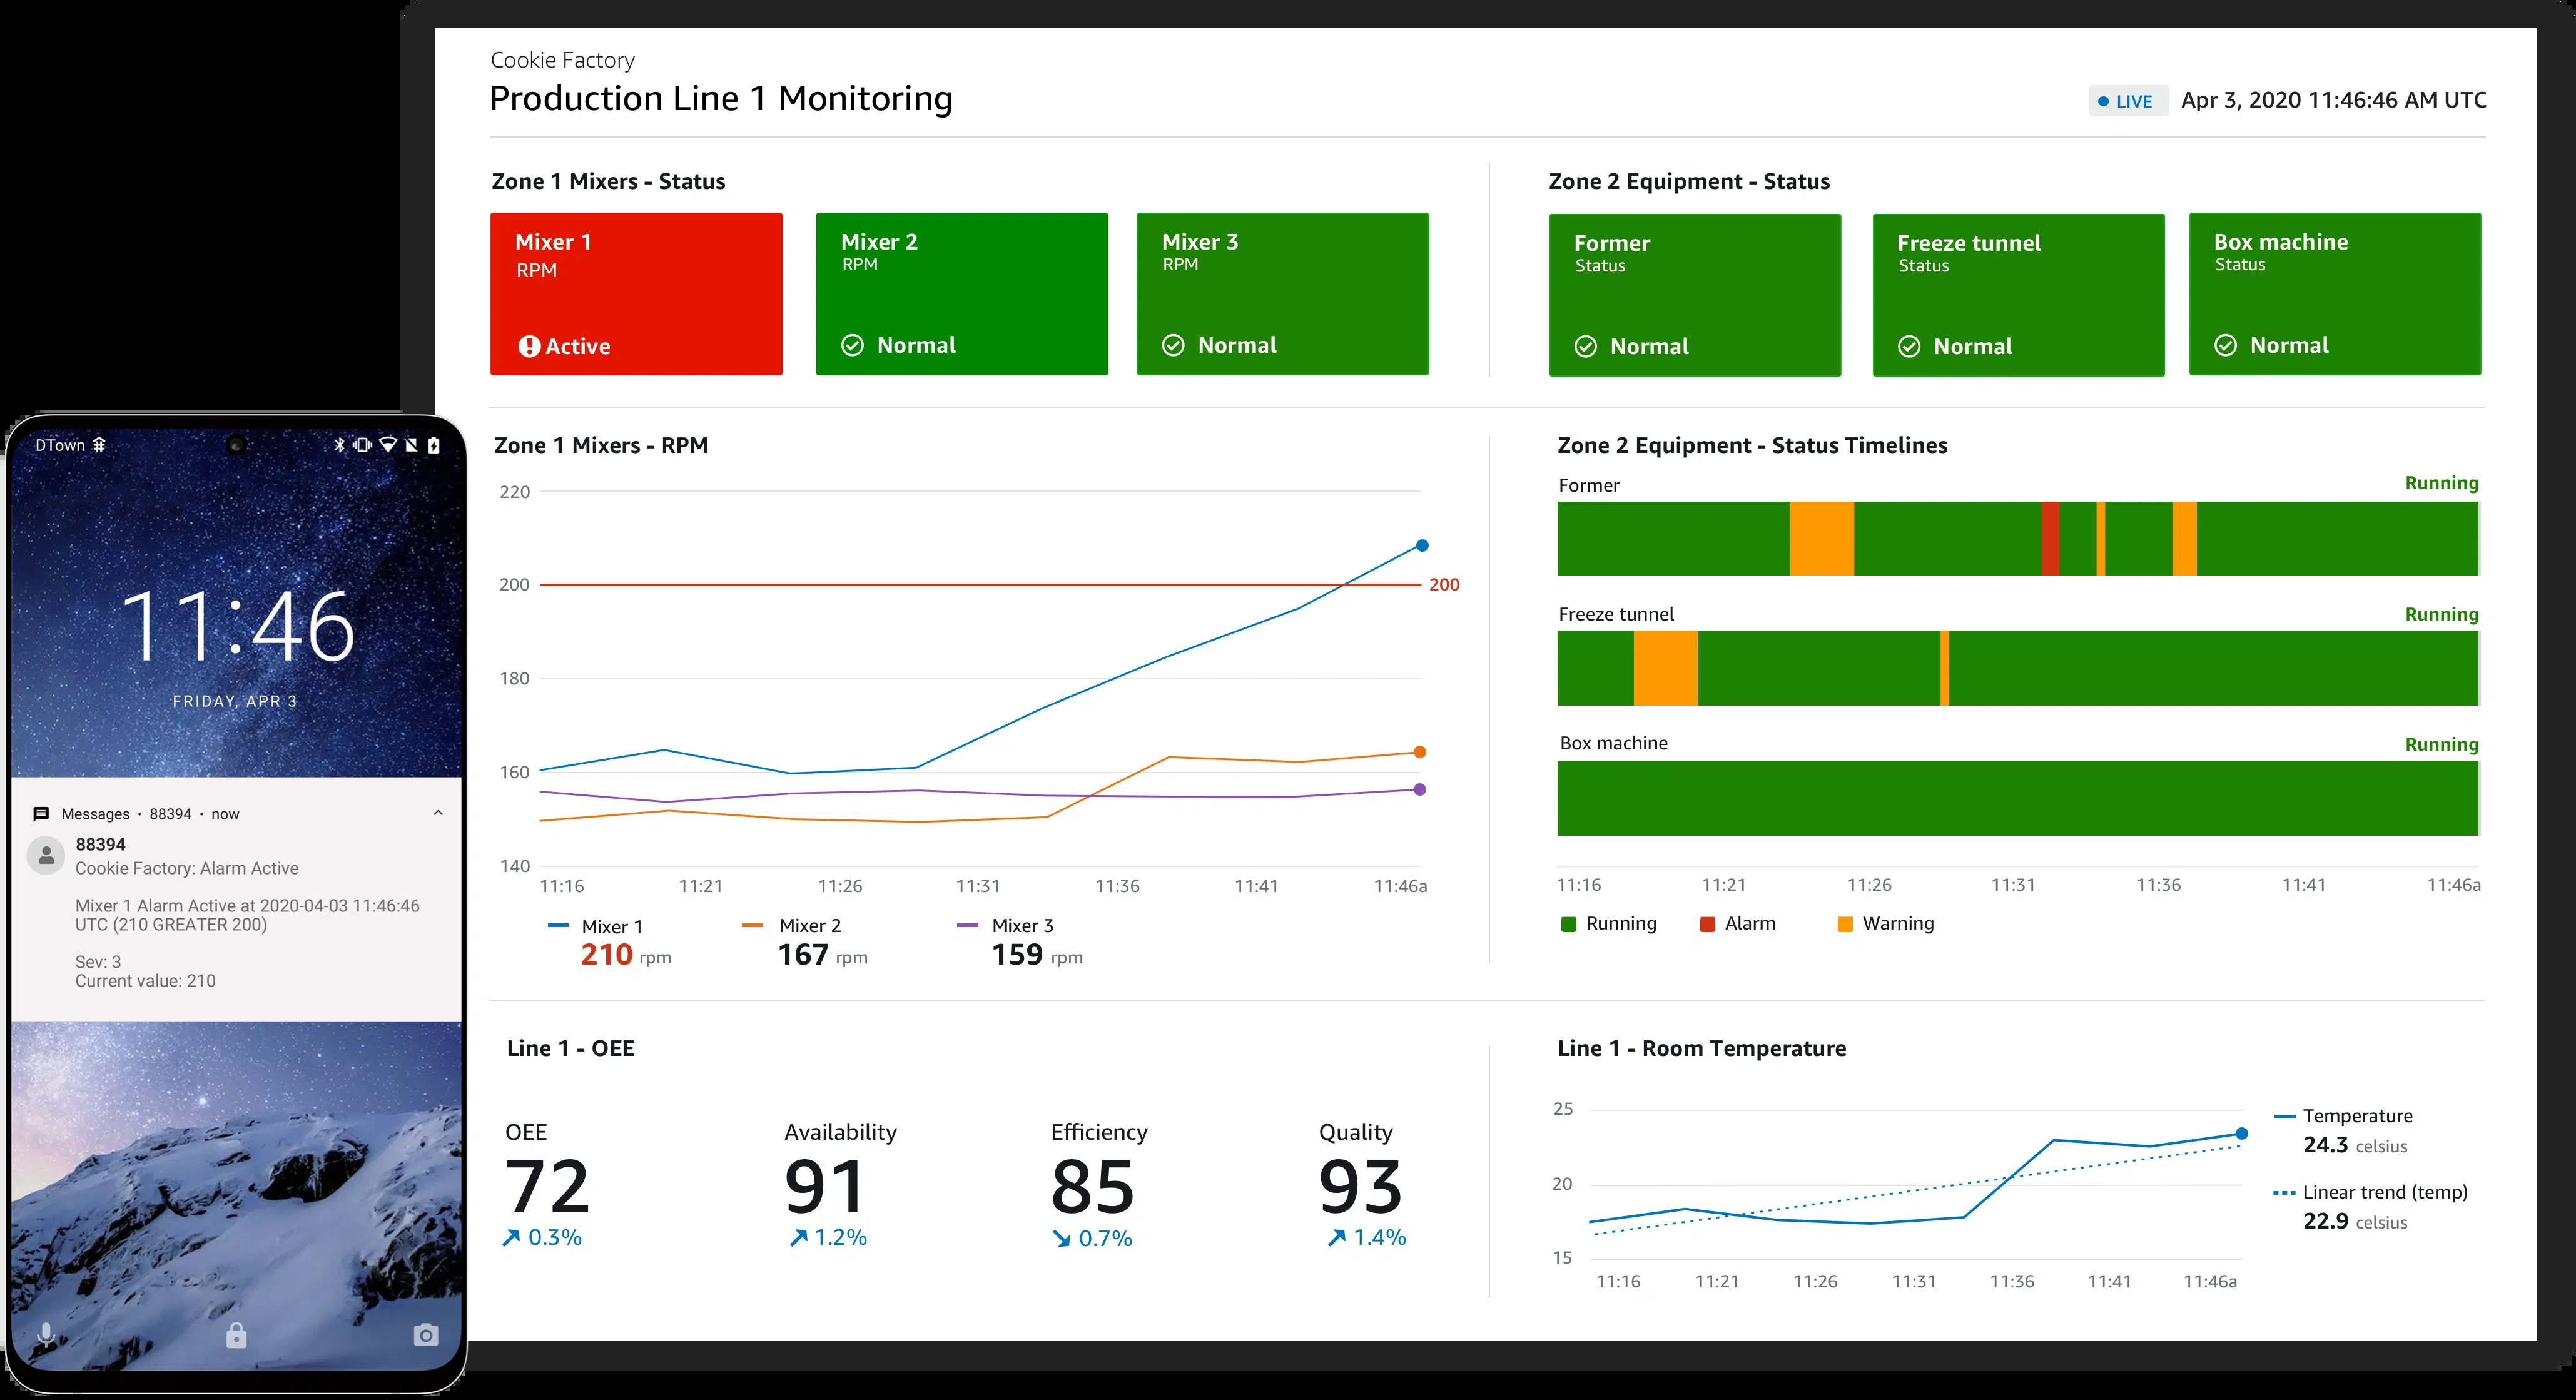 Cookie Factory
Production Line 1 Monitoring
LIVE Apr 3, 2020 11:46:46 AM UTC
Zone 1 Mixers - Status
Mixer 1
RPM
Active
Mixer 2
RPM
Normal
Mixer 3
RPM
Normal
Zone 2 Equipment - Status
Former
Status
Normal
Freeze tunnel
Status
Normal
Box machine
Status
Normal
DTown
11:46
FRIDAY, APR 3
Messages · 88394 · now
88394
Cookie Factory: Alarm Active
Mixer 1 Alarm Active at 2020-04-03 11:46:46
UTC (210 GREATER 200)
Sev: 3
Current value: 210
Zone 1 Mixers - RPM
220
200
200
180
160
140
11:16 11:21 11:26 11:31 11:36 11:41 11:46a
Mixer 1
210 rpm
Mixer 2
167 rpm
Mixer 3
159 rpm
Zone 2 Equipment - Status Timelines
Former Running
Freeze tunnel Running
Box machine Running
11:16 11:21 11:26 11:31 11:36 11:41 11:46a
Running Alarm Warning
Line 1 - OEE
OEE
72
0.3%
Availability
91
1.2%
Efficiency
85
0.7%
Quality
93
1.4%
Line 1 - Room Temperature
25
20
15
11:16 11:21 11:26 11:31 11:36 11:41 11:46a
Temperature
24.3 celsius
Linear trend (temp)
22.9 celsius